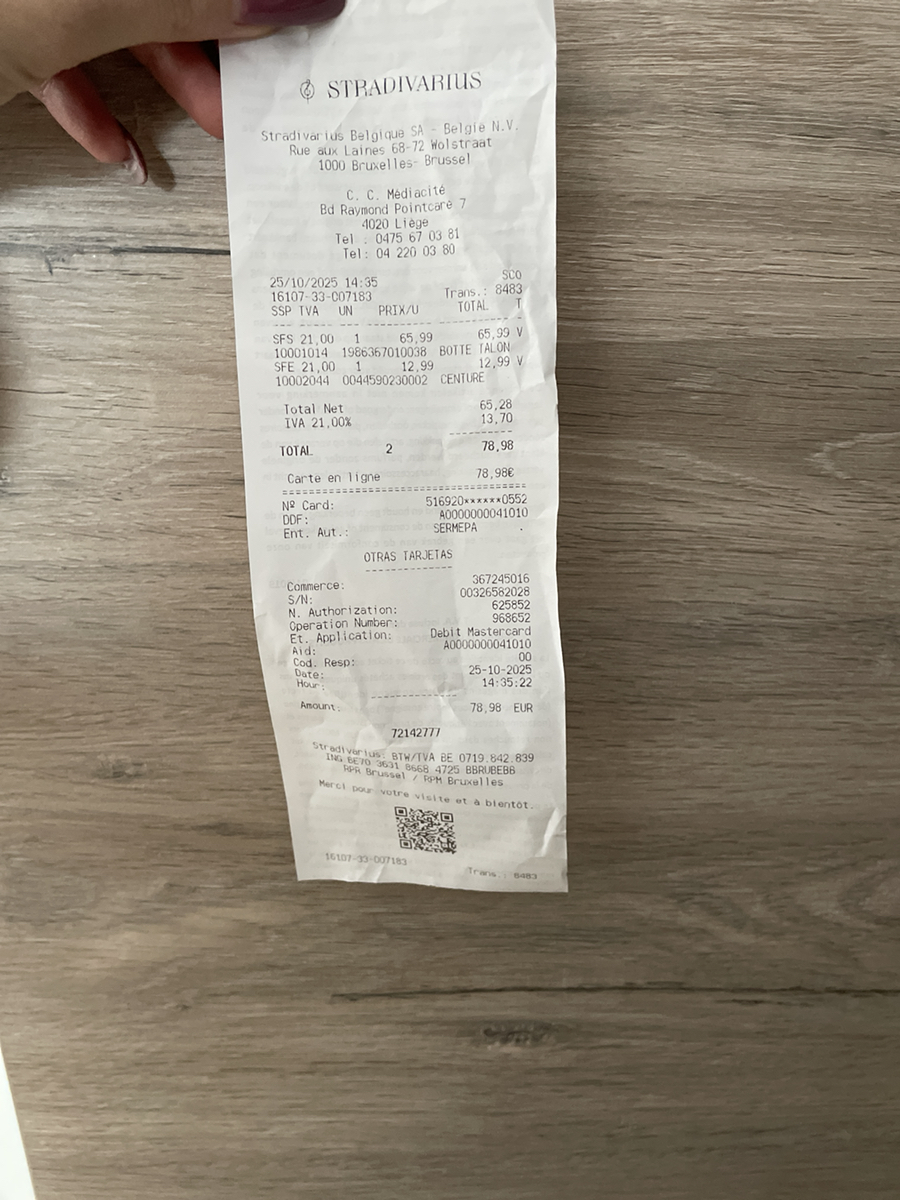 STRADIVARIUS
Stradivarius Belgique SA - Belgie N.V.
Rue aux Laines 68-72 Wolstraat
1000 Bruxelles- Brussel
C. C. Médiacité
Bd Raymond Pointcaré 7
4020 Liège
Tel : 0475 67 03 81
Tel: 04 220 03 80
SCO
25/10/2025 14:35
16107-33-007183 Trans.: 8483
SSP TVA UN PRIX/U TOTAL T
SFS 21,00 1 65,99 65,99 V
10001014 1986367010038 BOTTE TALON
SFE 21,00 1 12,99 12,99 V
10002044 0044590230002 CENTURE
Total Net 65,28
IVA 21,00% 13,70
TOTAL 2 78,98
Carte en ligne 78,98€
Nº Card: 516920******0552
DDF: A0000000041010
Ent. Aut.: SERMEPA .
OTRAS TARJETAS
Commerce: 367245016
S/N: 00326582028
N. Authorization: 625852
Operation Number: 968652
Et. Application: Debit Mastercard
Aid: A0000000041010
Cod. Resp: 00
Date: 25-10-2025
Hour: 14:35:22
Amount: 78,98 EUR
72142777
Stradivarius: BTW/TVA BE 0719.842.839
ING BE70 3631 8668 4725 BBRUBEBB
RPR Brussel / RPM Bruxelles
Merci pour votre visite et à bientôt.
16107-33-007183
Trans.: 8483